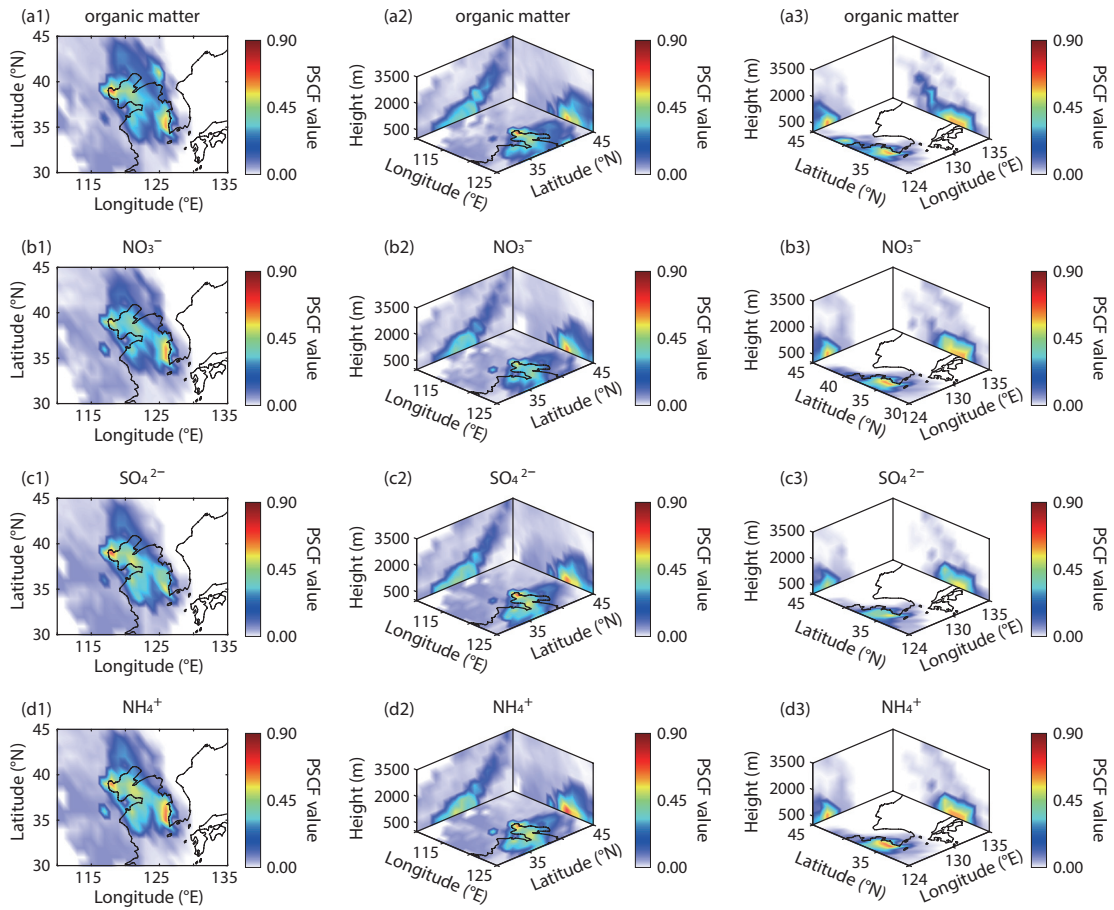 (a1) organic matter
45
40
35
30
Latitude (°N)
115 125 135
Longitude (°E)
0.90
0.45
0.00
PSCF value
(a2) organic matter
3500
2000
500
Height (m)
115
125
Longitude (°E)
35
45
Latitude (°N)
0.90
0.45
0.00
PSCF value
(a3) organic matter
3500
2000
500
Height (m)
45
35
Latitude (°N)
124
130
135
Longitude (°E)
0.90
0.45
0.00
PSCF value
(b1) NO₃⁻
45
40
35
30
Latitude (°N)
115 125 135
Longitude (°E)
0.90
0.45
0.00
PSCF value
(b2) NO₃⁻
3500
2000
500
Height (m)
115
125
Longitude (°E)
35
45
Latitude (°N)
0.90
0.45
0.00
PSCF value
(b3) NO₃⁻
3500
2000
500
Height (m)
45
40
35
30
Latitude (°N)
124
130
135
Longitude (°E)
0.90
0.45
0.00
PSCF value
(c1) SO₄²⁻
45
40
35
30
Latitude (°N)
115 125 135
Longitude (°E)
0.90
0.45
0.00
PSCF value
(c2) SO₄²⁻
3500
2000
500
Height (m)
115
125
Longitude (°E)
35
45
Latitude (°N)
0.90
0.45
0.00
PSCF value
(c3) SO₄²⁻
3500
2000
500
Height (m)
45
35
Latitude (°N)
124
130
135
Longitude (°E)
0.90
0.45
0.00
PSCF value
(d1) NH₄⁺
45
40
35
30
Latitude (°N)
115 125 135
Longitude (°E)
0.90
0.45
0.00
PSCF value
(d2) NH₄⁺
3500
2000
500
Height (m)
115
125
Longitude (°E)
35
45
Latitude (°N)
0.90
0.45
0.00
PSCF value
(d3) NH₄⁺
3500
2000
500
Height (m)
45
35
Latitude (°N)
124
130
135
Longitude (°E)
0.90
0.45
0.00
PSCF value